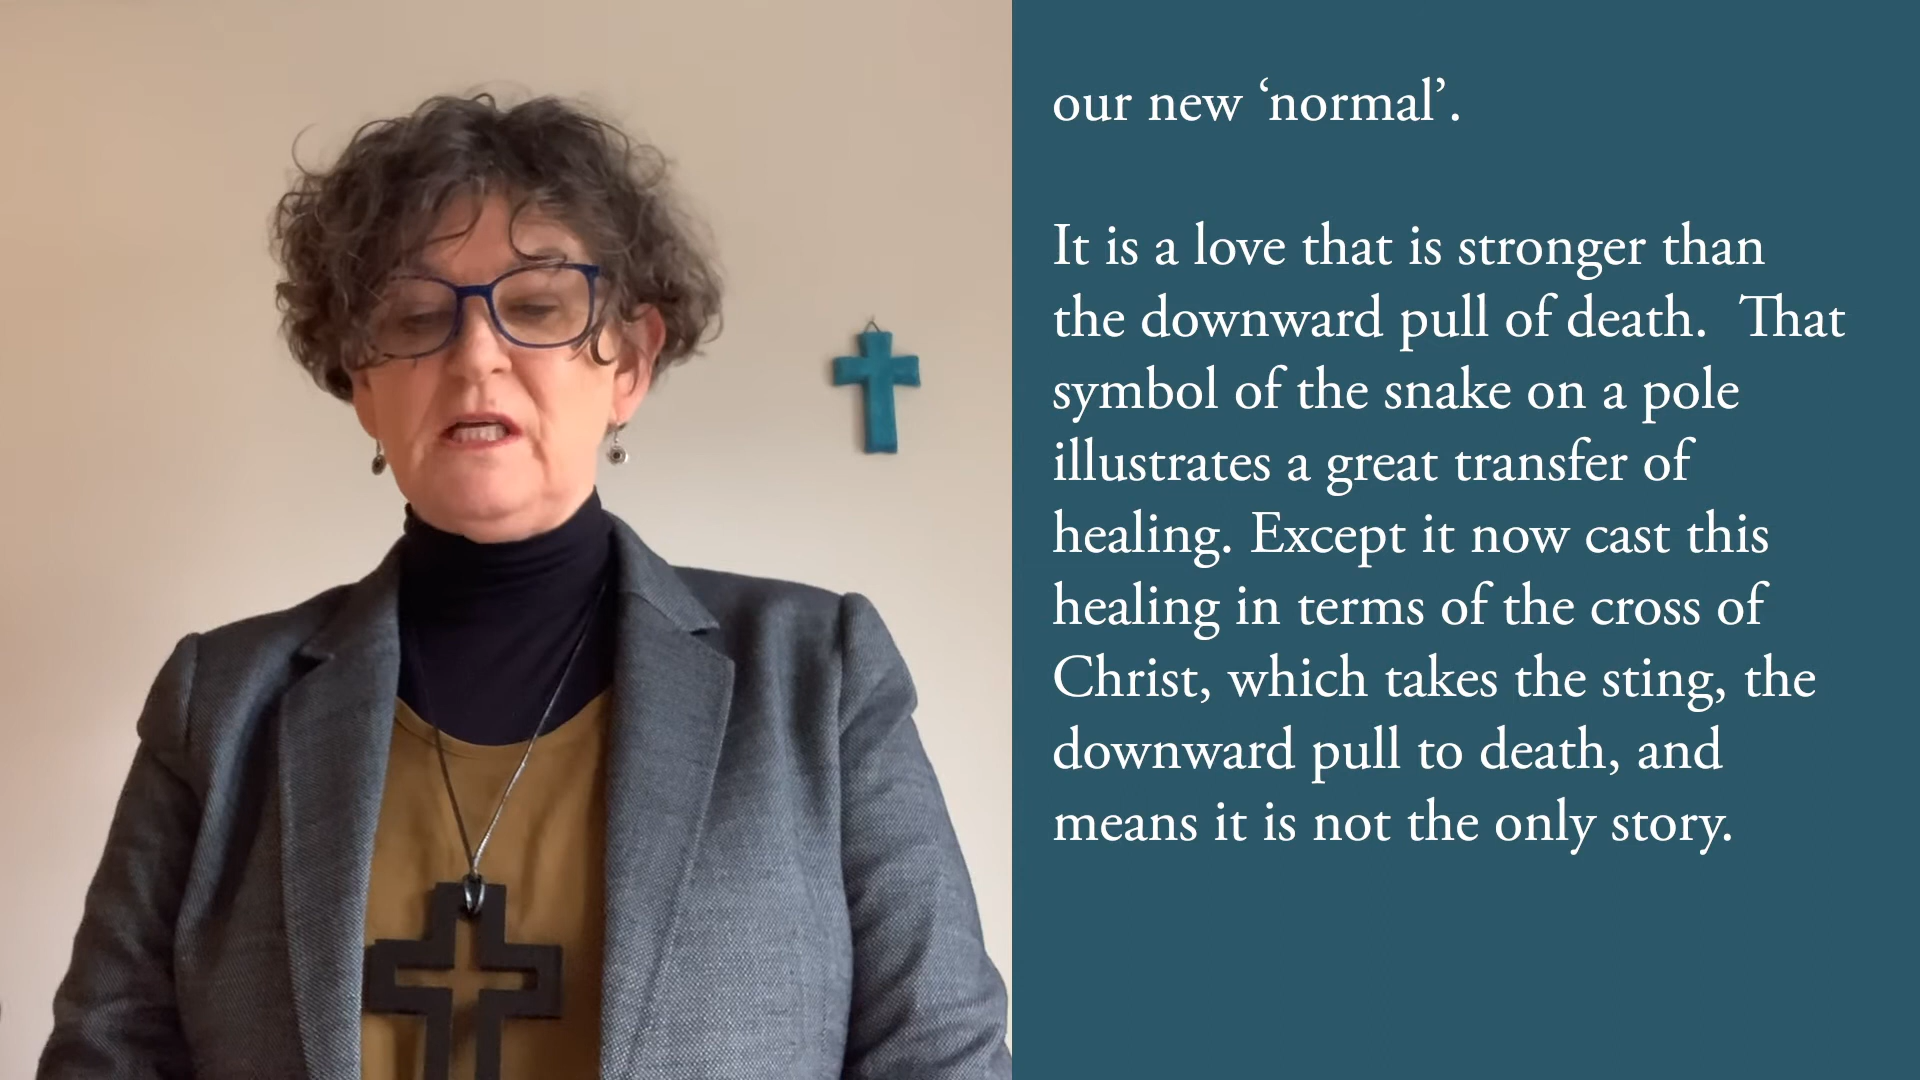 our new ‘normal’.
It is a love that is stronger than
the downward pull of death.  That
symbol of the snake on a pole
illustrates a great transfer of
healing. Except it now cast this
healing in terms of the cross of
Christ, which takes the sting, the
downward pull to death, and
means it is not the only story.